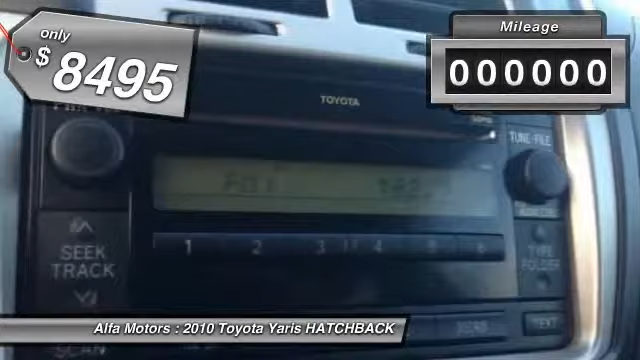 only
$ 8495
Mileage
000000
TOYOTA
TUNE•FILE
SEEK
TRACK
1 2 3 4 5 6
TYPE
FOLDER
TEXT
SCAN
Alfa Motors : 2010 Toyota Yaris HATCHBACK